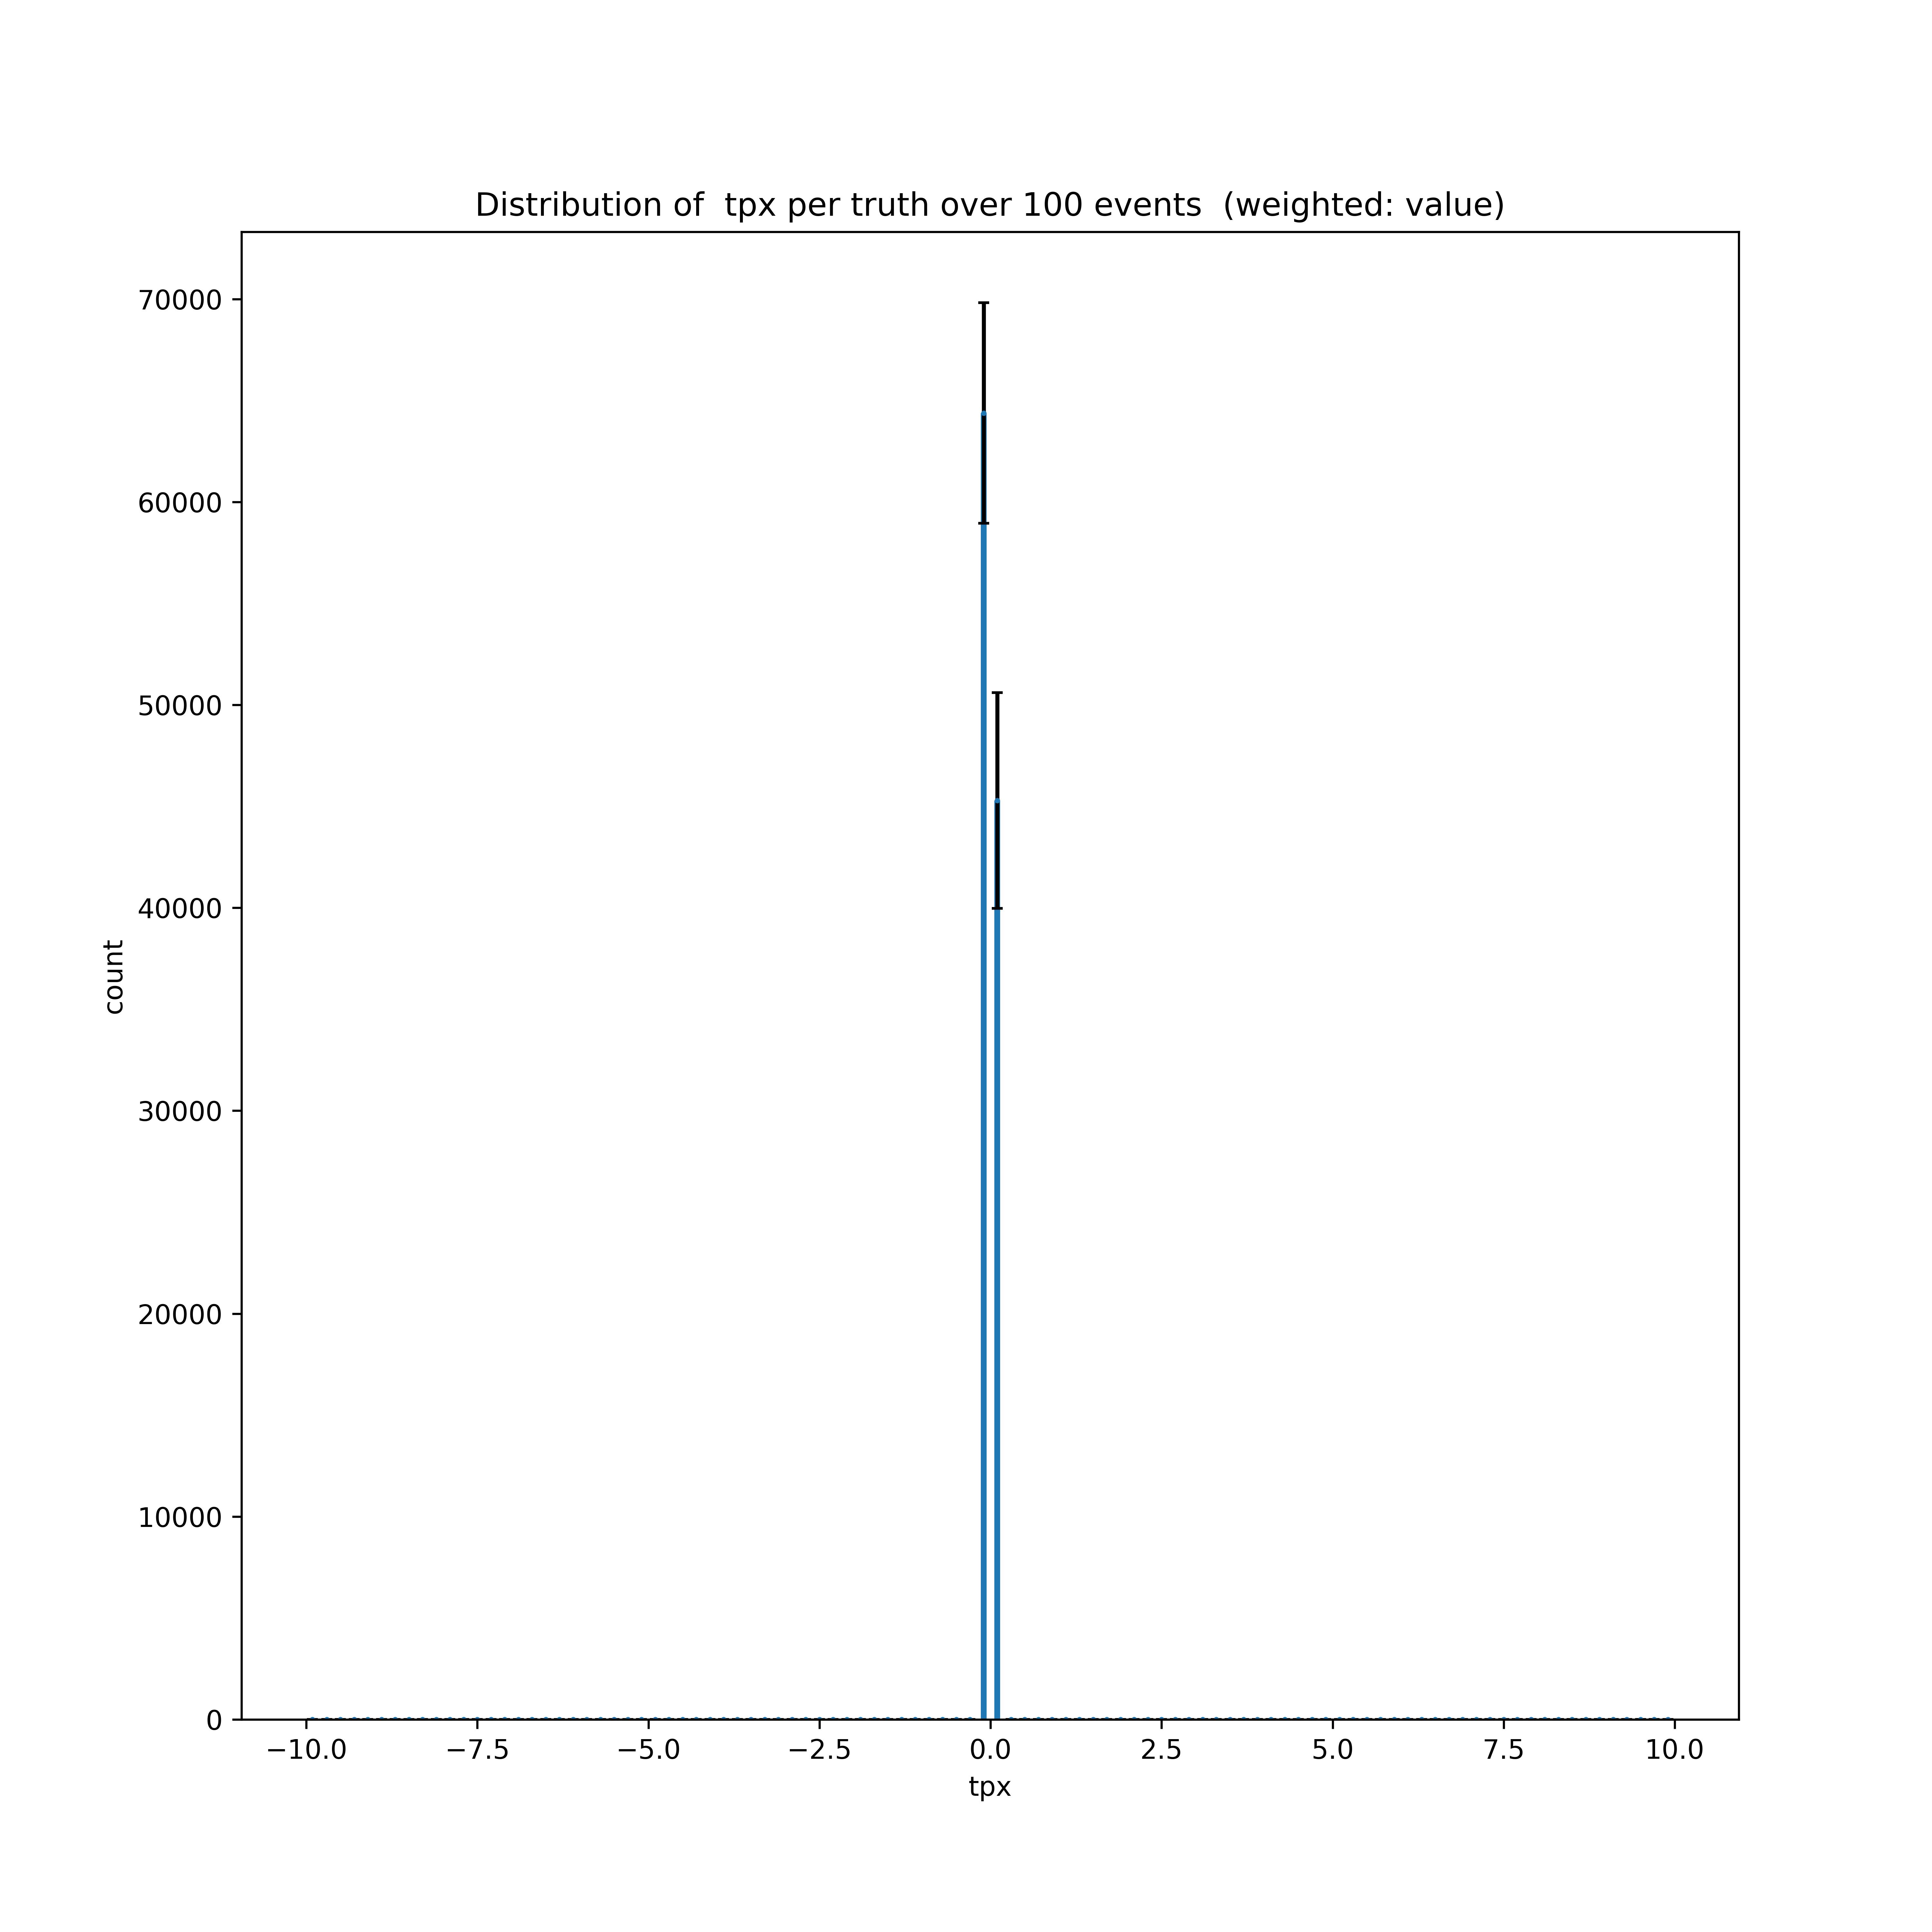 Distribution of  tpx per truth over 100 events  (weighted: value)
70000
60000
50000
40000
30000
20000
10000
0
count
−10.0 −7.5 −5.0 −2.5 0.0 2.5 5.0 7.5 10.0
tpx